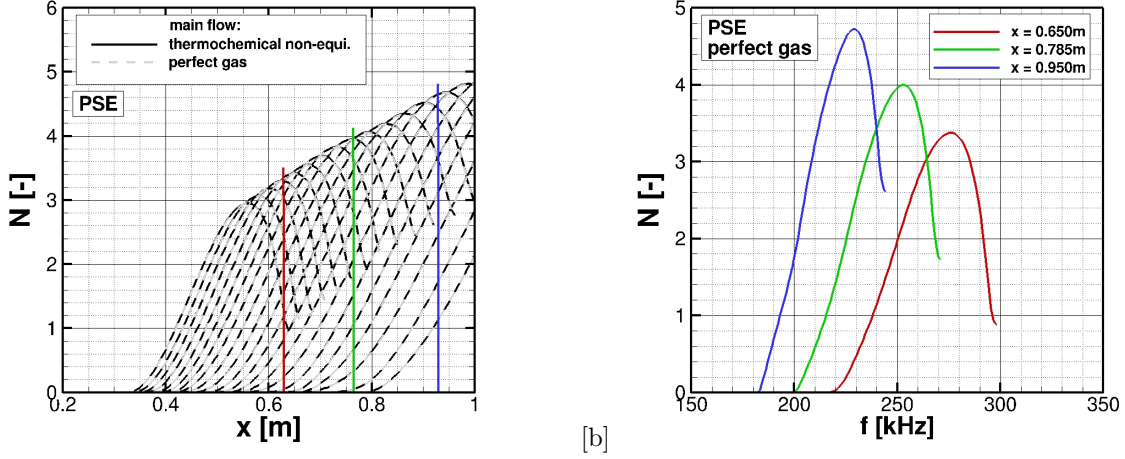 main flow:
thermochemical non-equi.
perfect gas
PSE
N [-]
6
5
4
3
2
1
0
0.2
0.4
0.6
0.8
1
x [m]
[b]
PSE
perfect gas
x = 0.650m
x = 0.785m
x = 0.950m
N [-]
5
4
3
2
1
0
150
200
250
300
350
f [kHz]